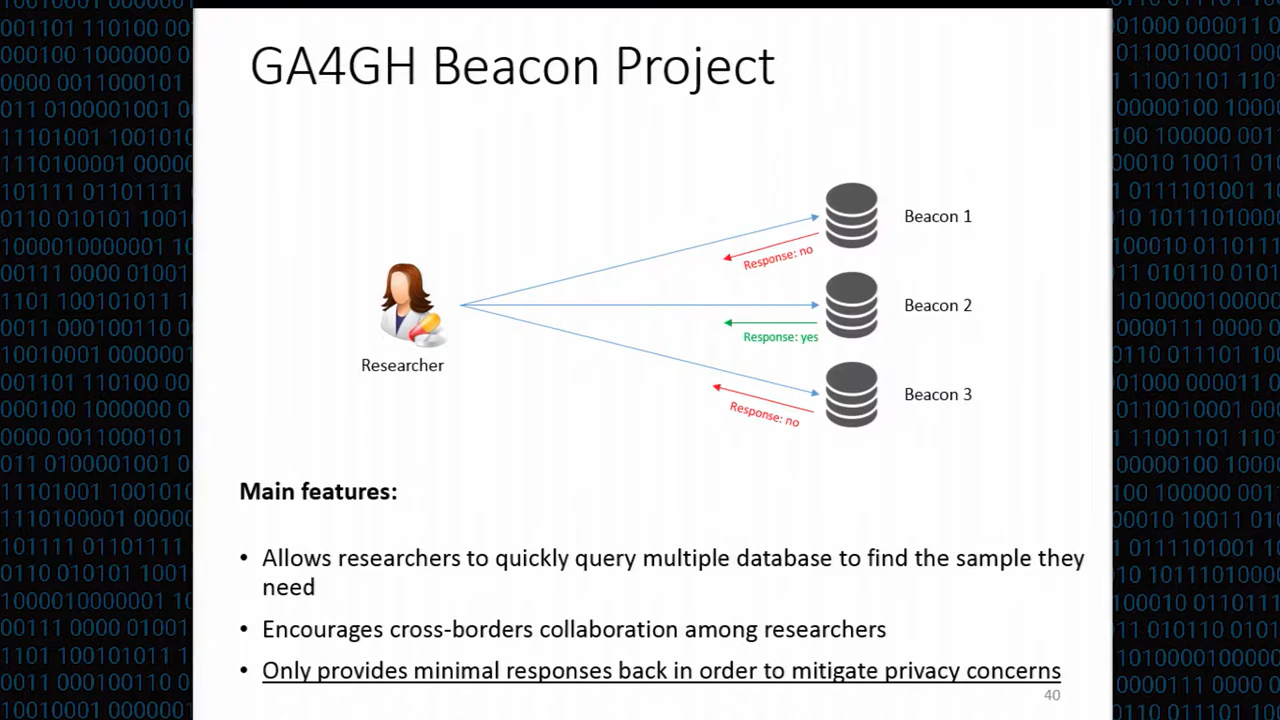 GA4GH Beacon Project
Beacon 1
Response: no
Beacon 2
Response: yes
Researcher
Beacon 3
Response: no
Main features:
• Allows researchers to quickly query multiple database to find the sample they
need
• Encourages cross-borders collaboration among researchers
• Only provides minimal responses back in order to mitigate privacy concerns
40